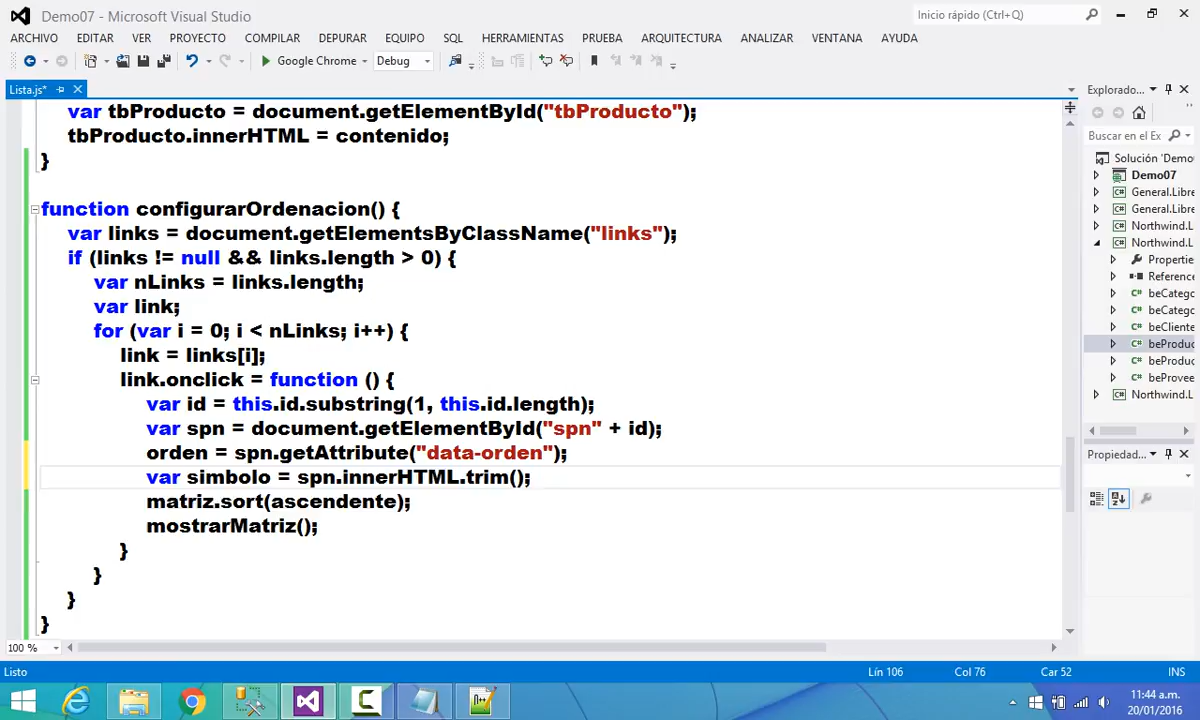 Demo07 - Microsoft Visual Studio
Inicio rápido (Ctrl+Q)
ARCHIVO EDITAR VER PROYECTO COMPILAR DEPURAR EQUIPO SQL HERRAMIENTAS PRUEBA ARQUITECTURA ANALIZAR VENTANA AYUDA
Google Chrome Debug
Lista.js*
Explorado...
var tbProducto = document.getElementById("tbProducto");
tbProducto.innerHTML = contenido;
}
function configurarOrdenacion() {
var links = document.getElementsByClassName("links");
if (links != null && links.length > 0) {
var nLinks = links.length;
var link;
for (var i = 0; i < nLinks; i++) {
link = links[i];
link.onclick = function () {
var id = this.id.substring(1, this.id.length);
var spn = document.getElementById("spn" + id);
orden = spn.getAttribute("data-orden");
var simbolo = spn.innerHTML.trim();
matriz.sort(ascendente);
mostrarMatriz();
}
}
}
}
Buscar en el Ex
Solución 'Demo
Demo07
General.Libre
General.Libre
Northwind.L
Northwind.L
Propertie
Reference
beCatego
beCatego
beCliente
beProduc
beProduc
beProvee
Northwind.L
Propiedad...
100 %
Listo Lín 106 Col 76 Car 52 INS
11:44 a.m.
20/01/2016